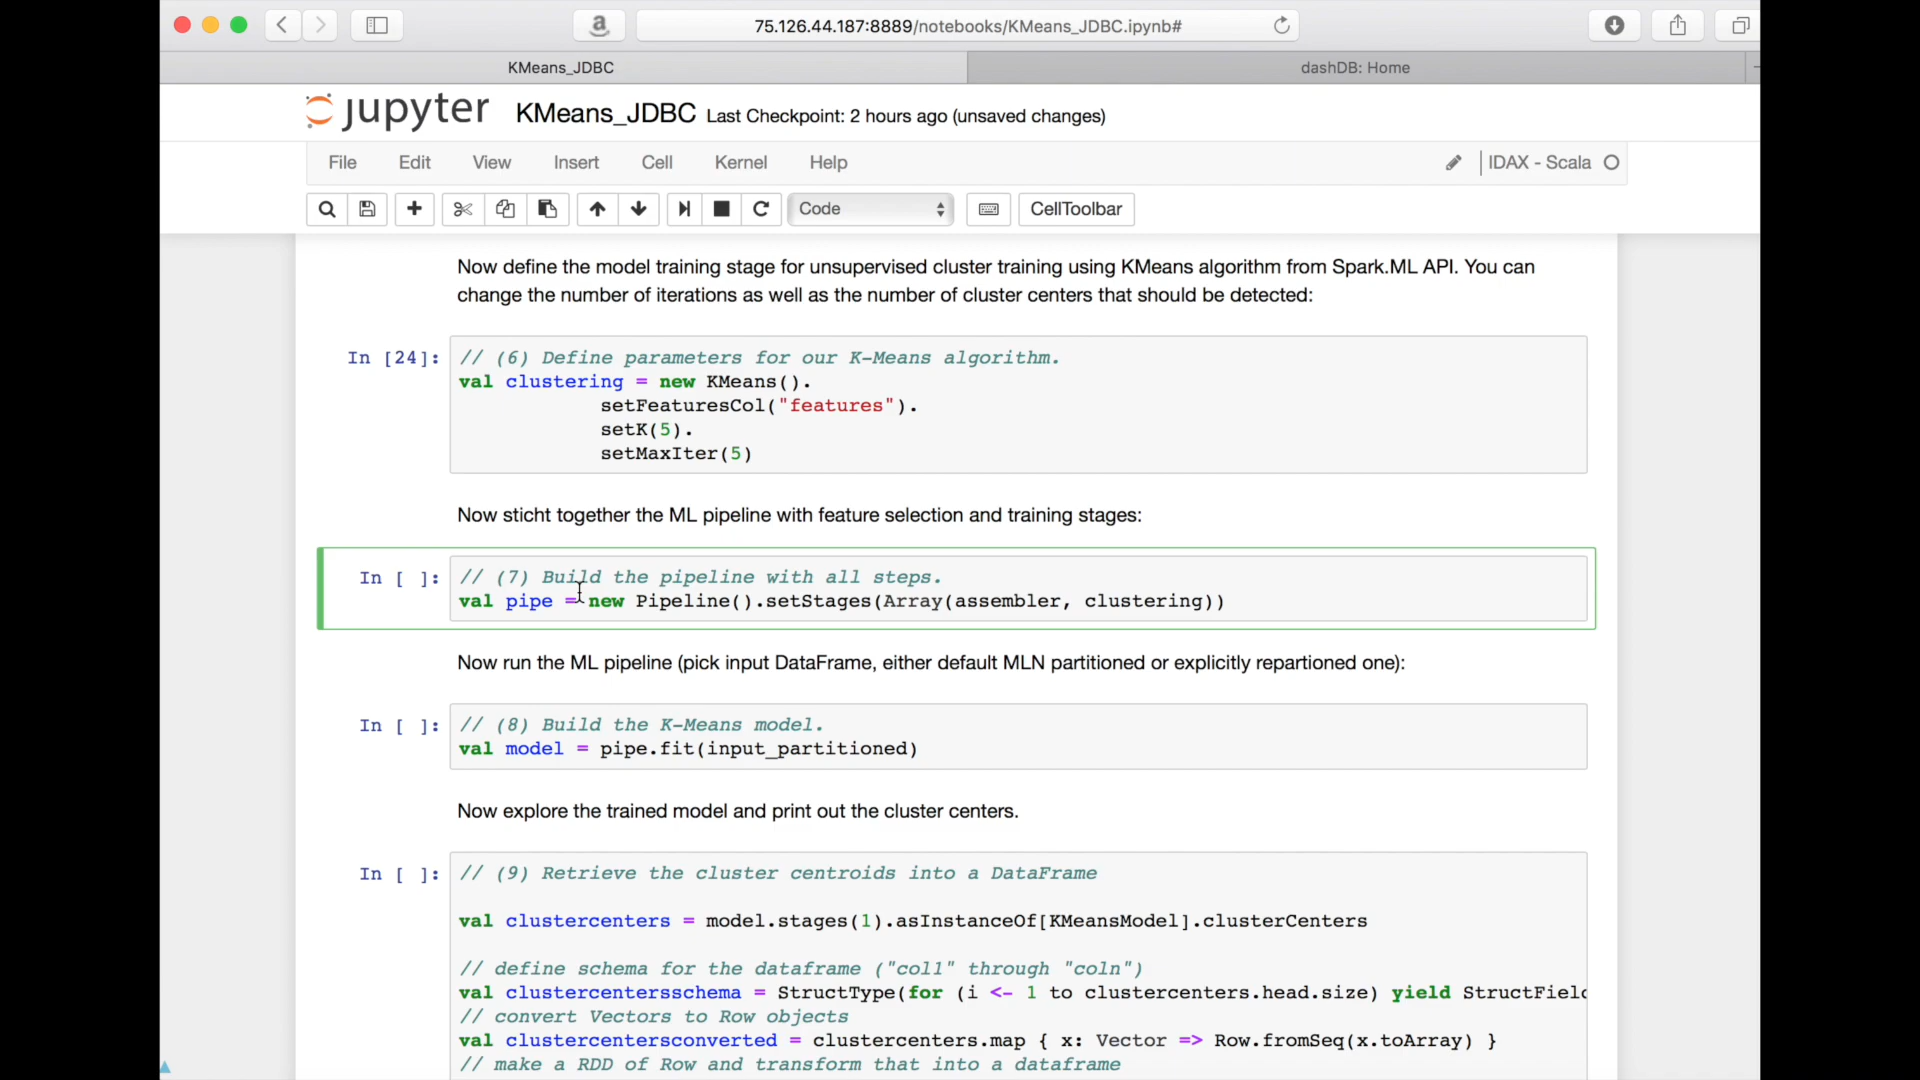 75.126.44.187:8889/notebooks/KMeans_JDBC.ipynb#
KMeans_JDBC
dashDB: Home
jupyter KMeans_JDBC Last Checkpoint: 2 hours ago (unsaved changes)
File Edit View Insert Cell Kernel Help IDAX - Scala
Code CellToolbar
Now define the model training stage for unsupervised cluster training using KMeans algorithm from Spark.ML API. You can
change the number of iterations as well as the number of cluster centers that should be detected:
In [24]: // (6) Define parameters for our K-Means algorithm.
val clustering = new KMeans().
setFeaturesCol("features").
setK(5).
setMaxIter(5)
Now sticht together the ML pipeline with feature selection and training stages:
In [ ]: // (7) Build the pipeline with all steps.
val pipe = new Pipeline().setStages(Array(assembler, clustering))
Now run the ML pipeline (pick input DataFrame, either default MLN partitioned or explicitly repartioned one):
In [ ]: // (8) Build the K-Means model.
val model = pipe.fit(input_partitioned)
Now explore the trained model and print out the cluster centers.
In [ ]: // (9) Retrieve the cluster centroids into a DataFrame
val clustercenters = model.stages(1).asInstanceOf[KMeansModel].clusterCenters
// define schema for the dataframe ("col1" through "coln")
val clustercentersschema = StructType(for (i <- 1 to clustercenters.head.size) yield StructField
// convert Vectors to Row objects
val clustercentersconverted = clustercenters.map { x: Vector => Row.fromSeq(x.toArray) }
// make a RDD of Row and transform that into a dataframe